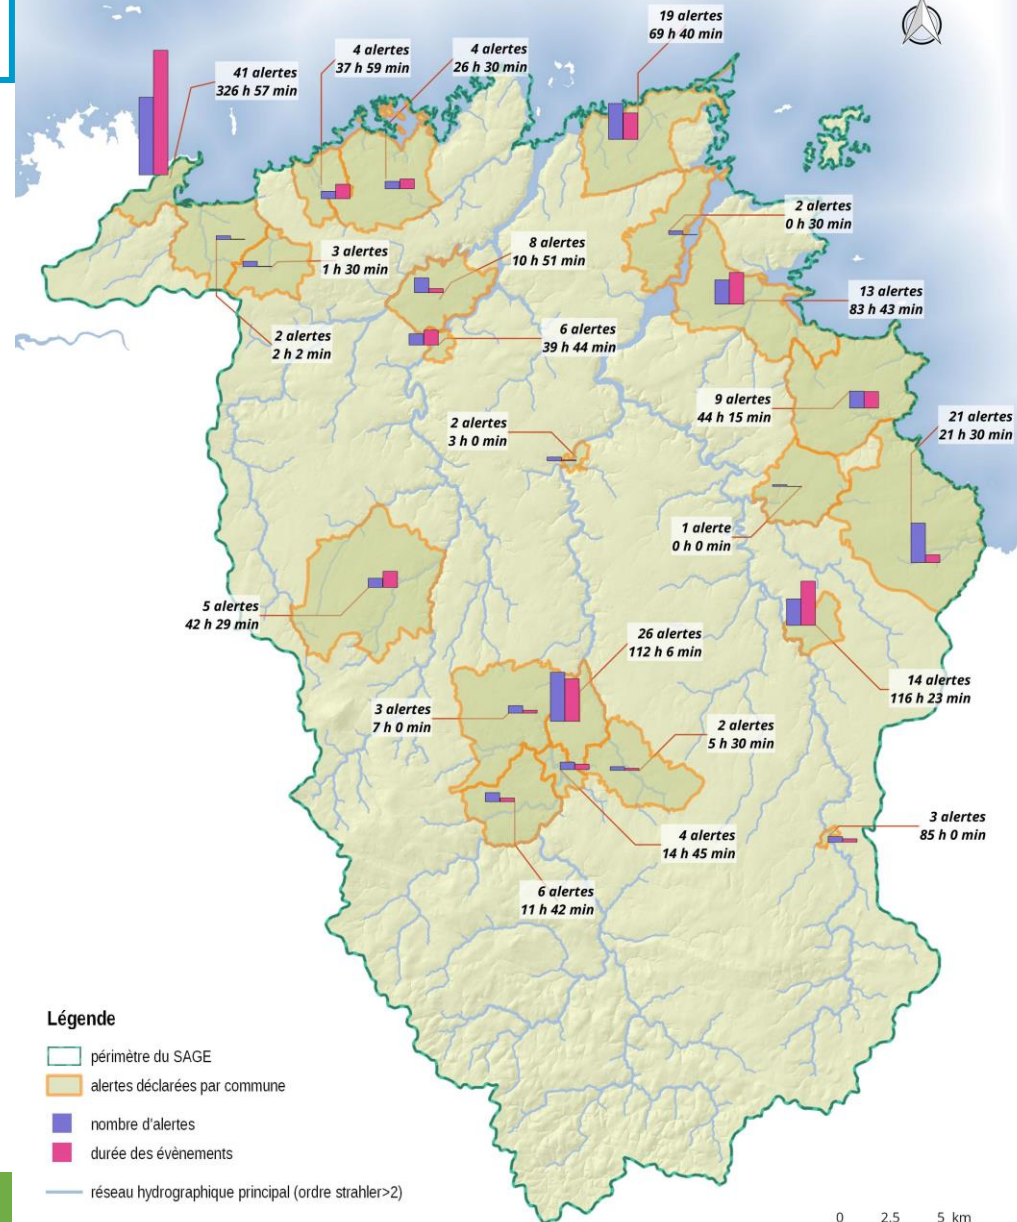 19 alertes
69 h 40 min
4 alertes
37 h 59 min
4 alertes
26 h 30 min
41 alertes
326 h 57 min
2 alertes
0 h 30 min
8 alertes
10 h 51 min
3 alertes
1 h 30 min
13 alertes
83 h 43 min
6 alertes
39 h 44 min
2 alertes
2 h 2 min
9 alertes
44 h 15 min
21 alertes
21 h 30 min
2 alertes
3 h 0 min
1 alerte
0 h 0 min
5 alertes
42 h 29 min
26 alertes
112 h 6 min
14 alertes
116 h 23 min
3 alertes
7 h 0 min
2 alertes
5 h 30 min
3 alertes
85 h 0 min
4 alertes
14 h 45 min
6 alertes
11 h 42 min
Légende
périmètre du SAGE
alertes déclarées par commune
nombre d'alertes
durée des évènements
réseau hydrographique principal (ordre strahler>2)
0 2.5 5 km